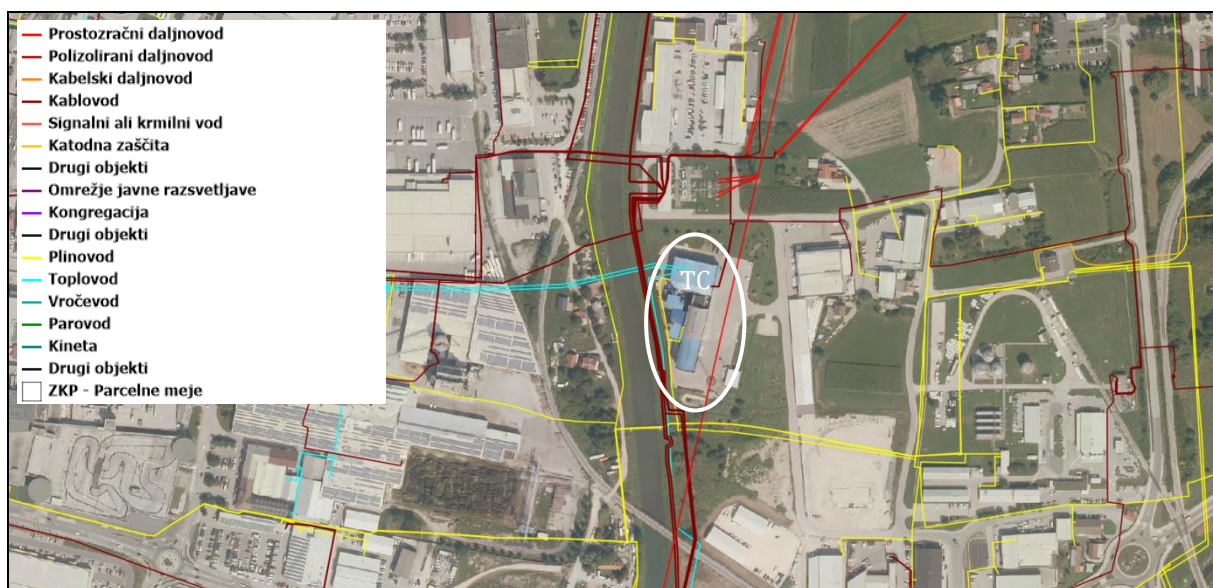 Prostozračni daljnovod
Polizolirani daljnovod
Kabelski daljnovod
Kablovod
Signalni ali krmilni vod
Katodna zaščita
Drugi objekti
Omrežje javne razsvetljave
Kongregacija
Drugi objekti
Plinovod
Toplovod
Vročevod
Parovod
Kineta
Drugi objekti
ZKP - Parcelne meje
TC